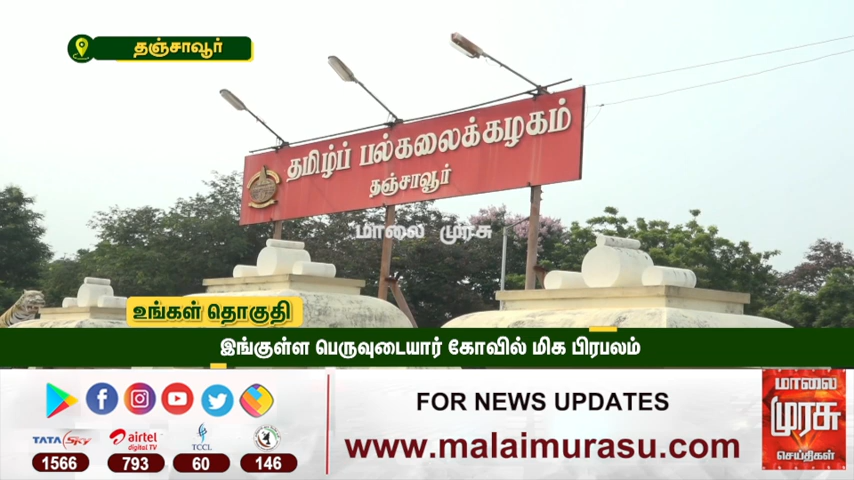 தஞ்சாவூர்
தமிழ்ப் பல்கலைக்கழகம்
தஞ்சாவூர்
மாலை முரசு
உங்கள் தொகுதி
இங்குள்ள பெருவுடையார் கோவில் மிக பிரபலம்
FOR NEWS UPDATES
www.malaimurasu.com
TATA SKY
1566
airtel
digital TV
793
TCCL
60
146
மாலை
முரசு
செய்திகள்